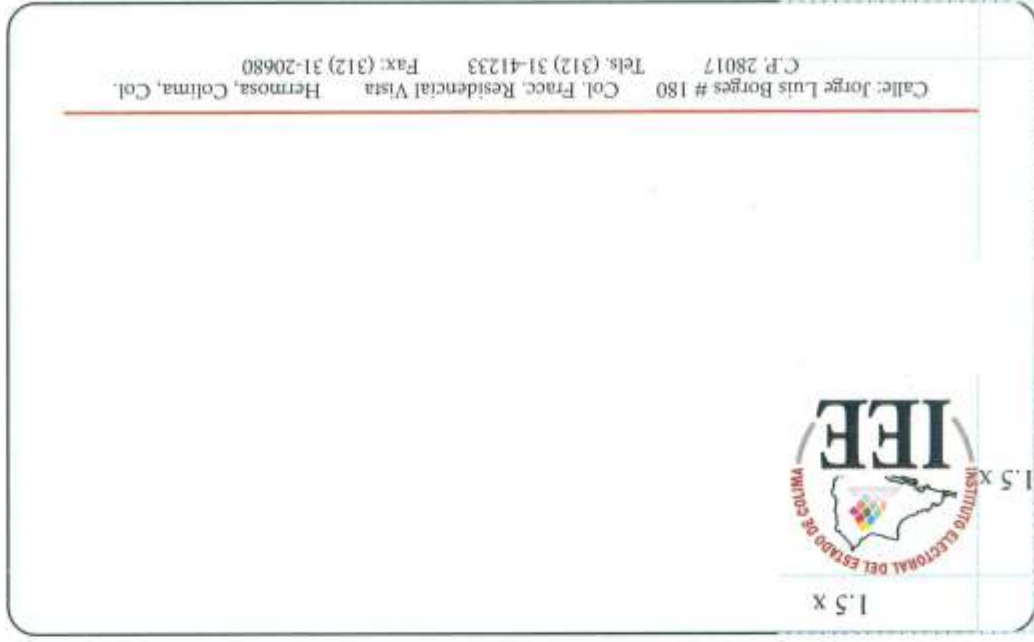 1.5 x
INSTITUTO ELECTORAL DEL ESTADO DE COLIMA
1.5 x
IEE
Calle: Jorge Luis Borges # 180 Col. Fracc. Residencial Vista Hermosa, Colima, Col.
C.P. 28017 Tels. (312) 31-41233 Fax: (312) 31-20680